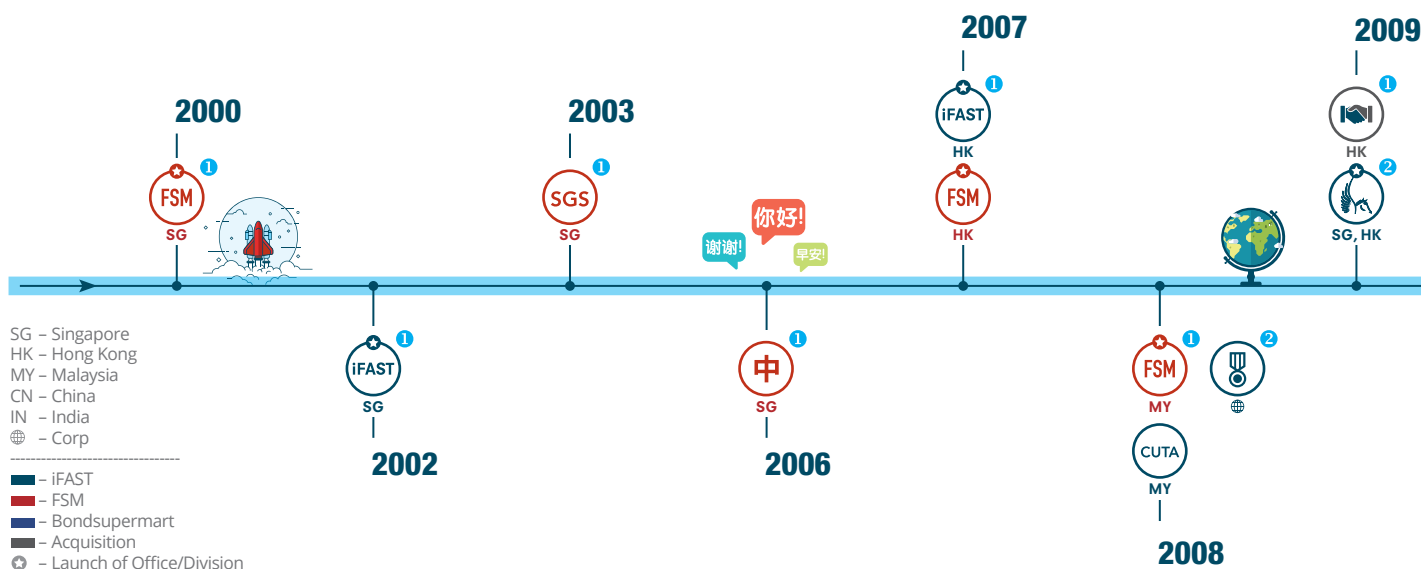 2000
1
FSM
SG
iFAST
1
SG
2002
2003
1
SGS
SG
谢谢!
你好!
早安!
1
中
SG
2006
2007
1
iFAST
HK
FSM
HK
1
FSM
MY
CUTA
MY
2008
2
2009
1
HK
2
SG, HK
SG – Singapore
HK – Hong Kong
MY – Malaysia
CN – China
IN – India
– Corp
---------------------------------
– iFAST
– FSM
– Bondsupermart
– Acquisition
– Launch of Office/Division